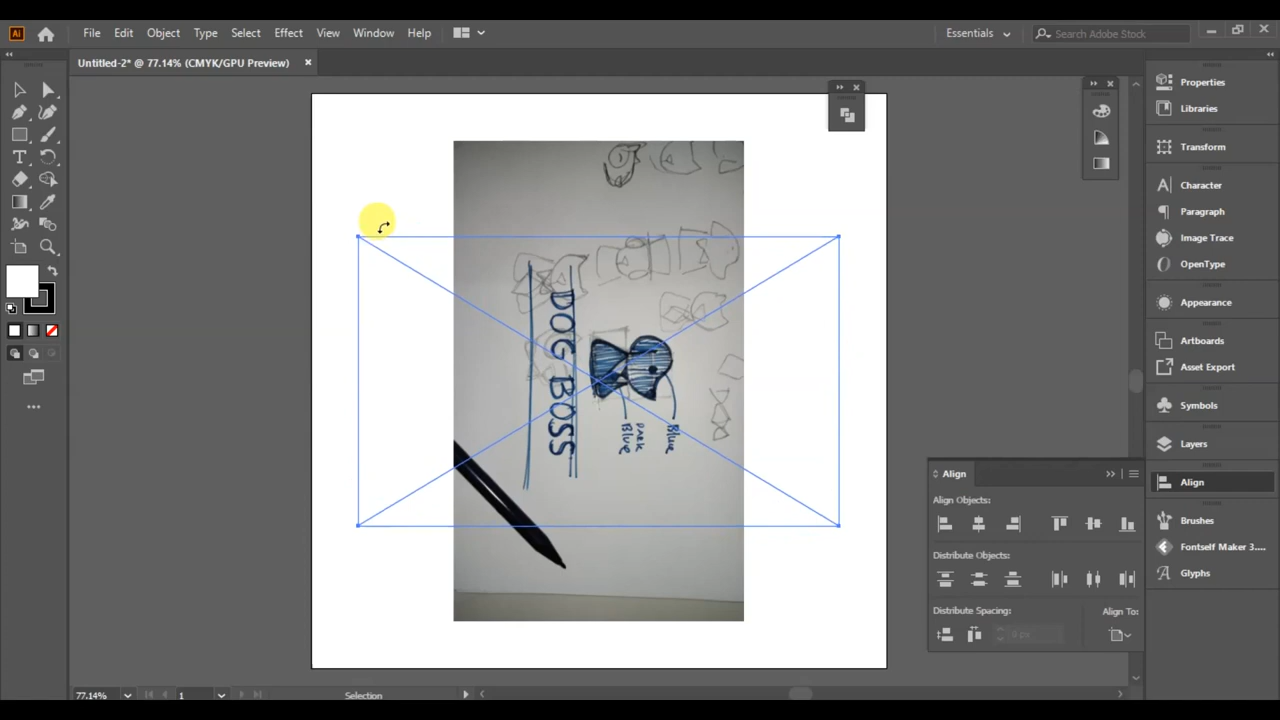 Ai
File Edit Object Type Select Effect View Window Help
Essentials
Search Adobe Stock
Untitled-2* @ 77.14% (CMYK/GPU Preview)
DOG BOSS
Blue
DARK
Blue
Properties
Libraries
Transform
Character
Paragraph
Image Trace
OpenType
Appearance
Artboards
Asset Export
Symbols
Layers
Align
Brushes
Fontself Maker 3....
Glyphs
Align
Align Objects:
Distribute Objects:
Distribute Spacing:
Align To:
0 px
77.14%
1
Selection